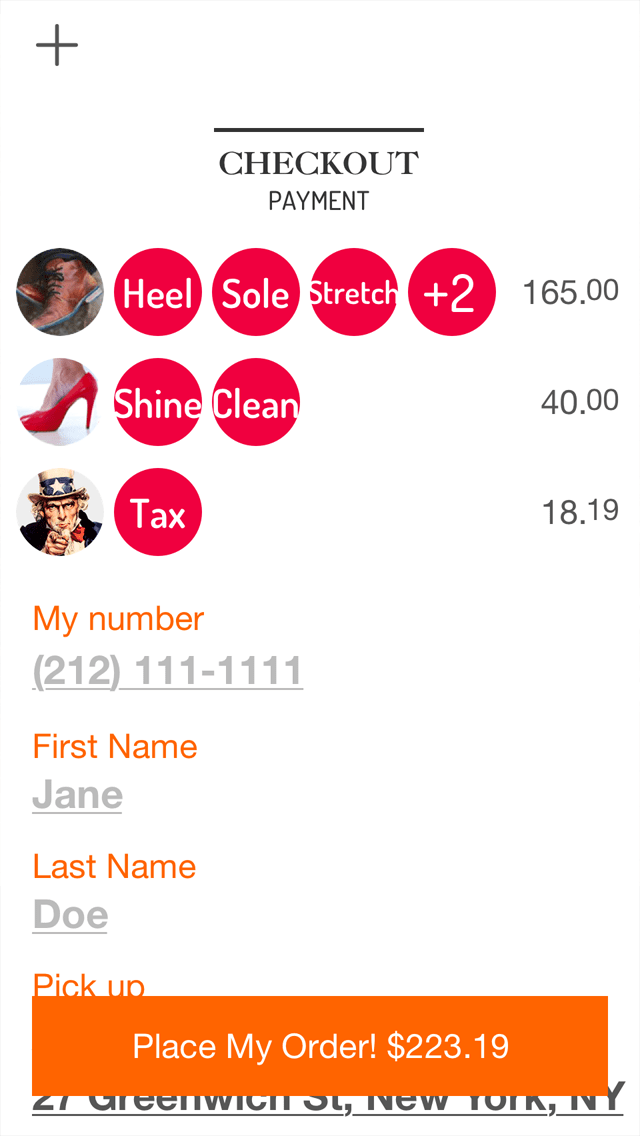 CHECKOUT
PAYMENT
Heel Sole Stretch +2 165.00
Shine Clean 40.00
Tax 18.19
My number
(212) 111-1111
First Name
Jane
Last Name
Doe
Pick up
Place My Order! $223.19
27 Greenwich St, New York, NY